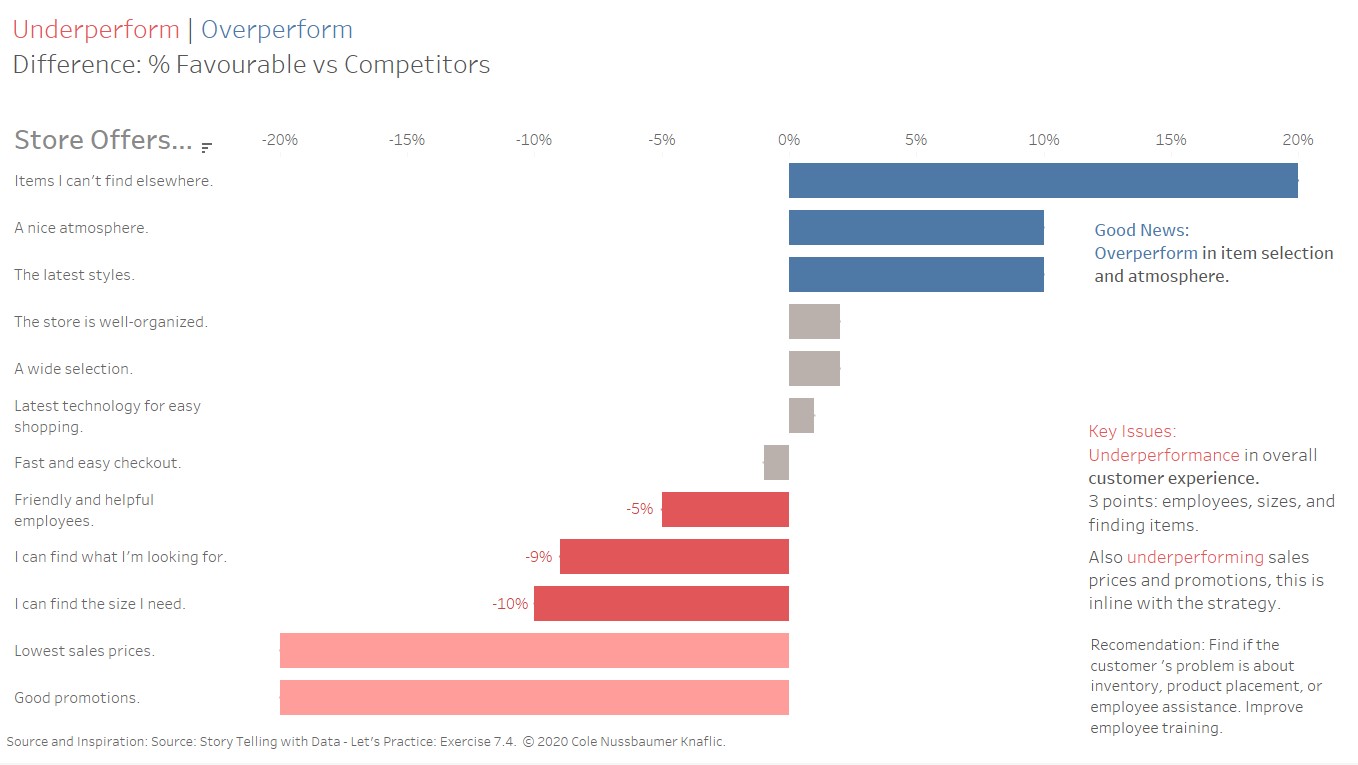 Underperform | Overperform
Difference: % Favourable vs Competitors
Store Offers...
-20% -15% -10% -5% 0% 5% 10% 15% 20%
Items I can't find elsewhere.
A nice atmosphere.
The latest styles.
The store is well-organized.
A wide selection.
Latest technology for easy
shopping.
Fast and easy checkout.
Friendly and helpful
employees.
-5%
I can find what I'm looking for.
-9%
I can find the size I need.
-10%
Lowest sales prices.
Good promotions.
Good News:
Overperform in item selection
and atmosphere.
Key Issues:
Underperformance in overall
customer experience.
3 points: employees, sizes, and
finding items.
Also underperforming sales
prices and promotions, this is
inline with the strategy.
Recomendation: Find if the
customer 's problem is about
inventory, product placement, or
employee assistance. Improve
employee training.
Source and Inspiration: Source: Story Telling with Data - Let's Practice: Exercise 7.4. © 2020 Cole Nussbaumer Knaflic.